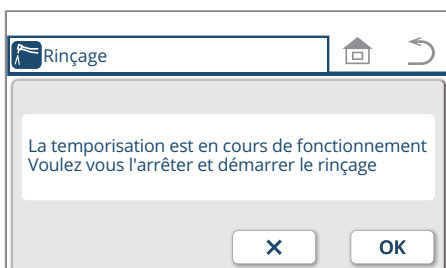 Rinçage
La temporisation est en cours de fonctionnement
Voulez vous l'arrêter et démarrer le rinçage
OK